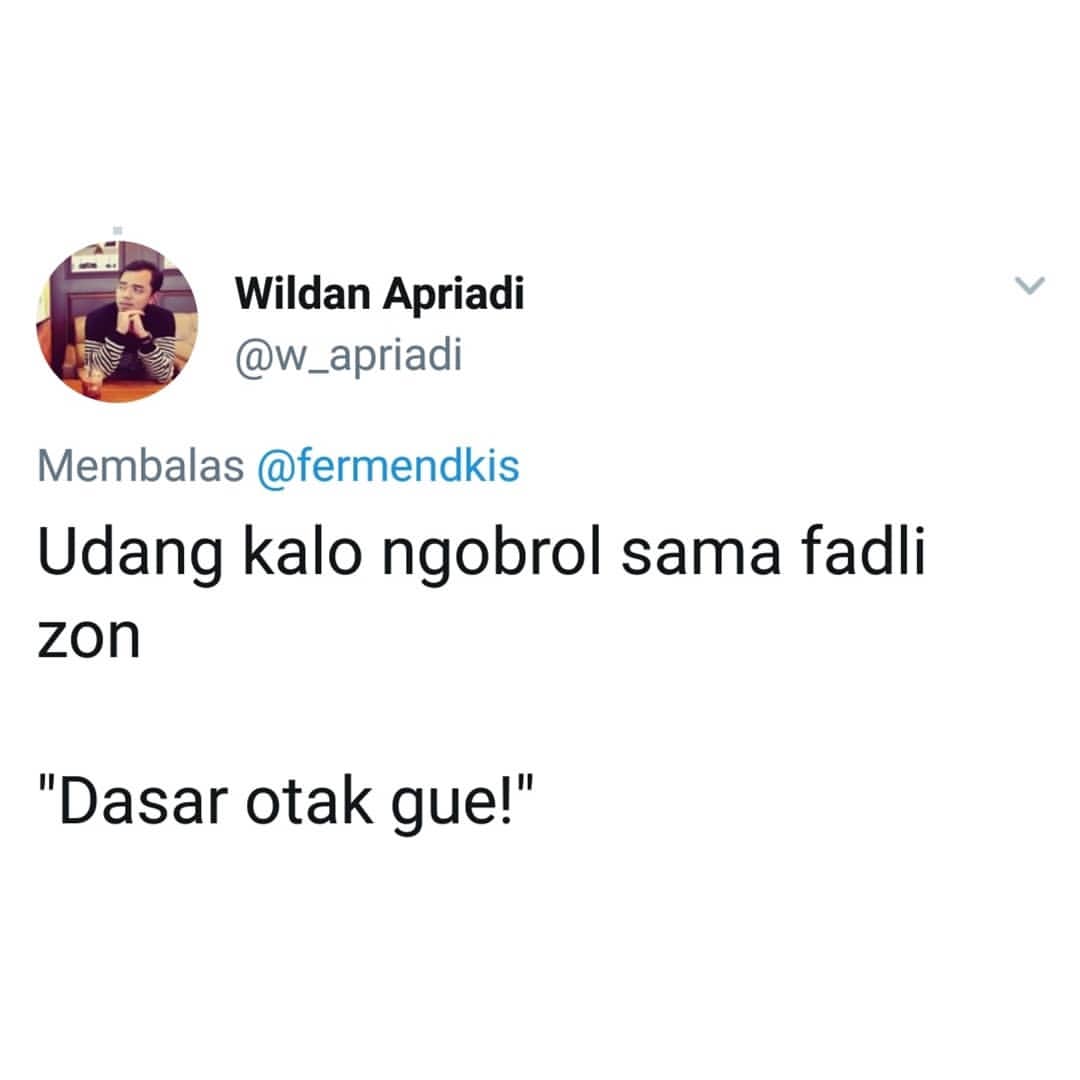 Wildan Apriadi
@w_apriadi
Membalas @fermendkis
Udang kalo ngobrol sama fadli
zon
"Dasar otak gue!"